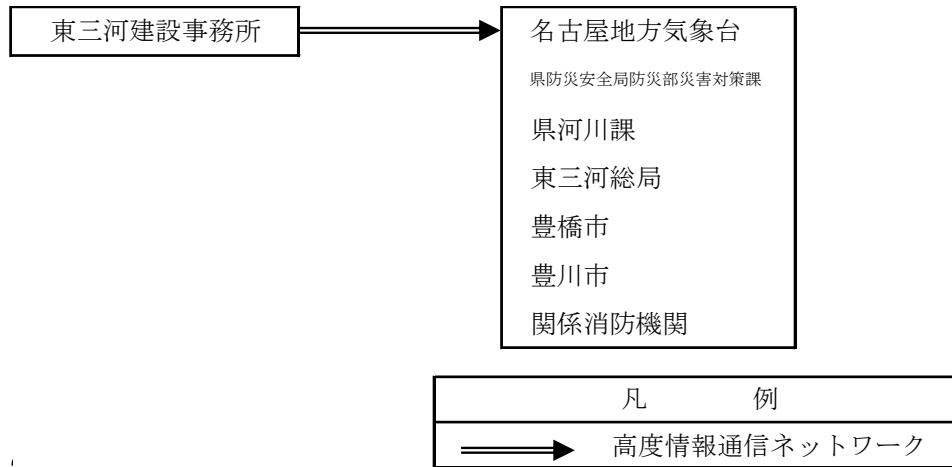 東三河建設事務所
名古屋地方気象台
県防災安全局防災部災害対策課
県河川課
東三河総局
豊橋市
豊川市
関係消防機関
凡　　　例
高度情報通信ネットワーク